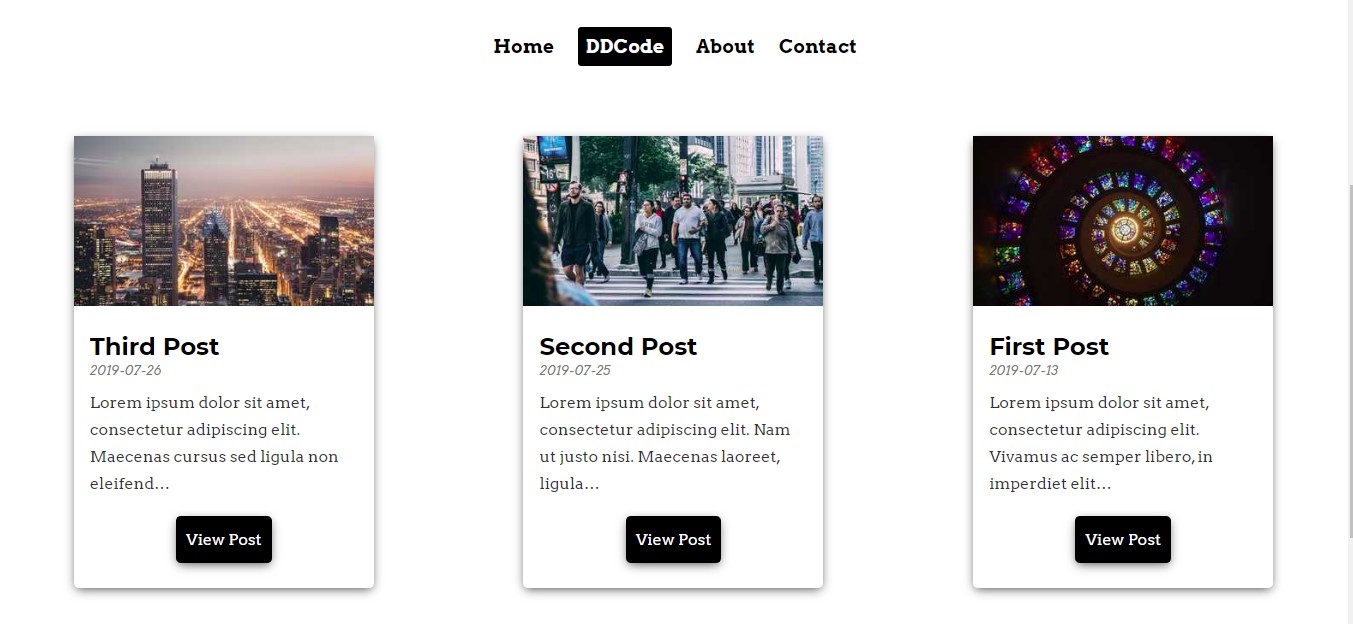 Home DDCode About Contact
Third Post
2019-07-26
Lorem ipsum dolor sit amet,
consectetur adipiscing elit.
Maecenas cursus sed ligula non
eleifend…
View Post
Second Post
2019-07-25
Lorem ipsum dolor sit amet,
consectetur adipiscing elit. Nam
ut justo nisi. Maecenas laoreet,
ligula…
View Post
First Post
2019-07-13
Lorem ipsum dolor sit amet,
consectetur adipiscing elit.
Vivamus ac semper libero, in
imperdiet elit…
View Post